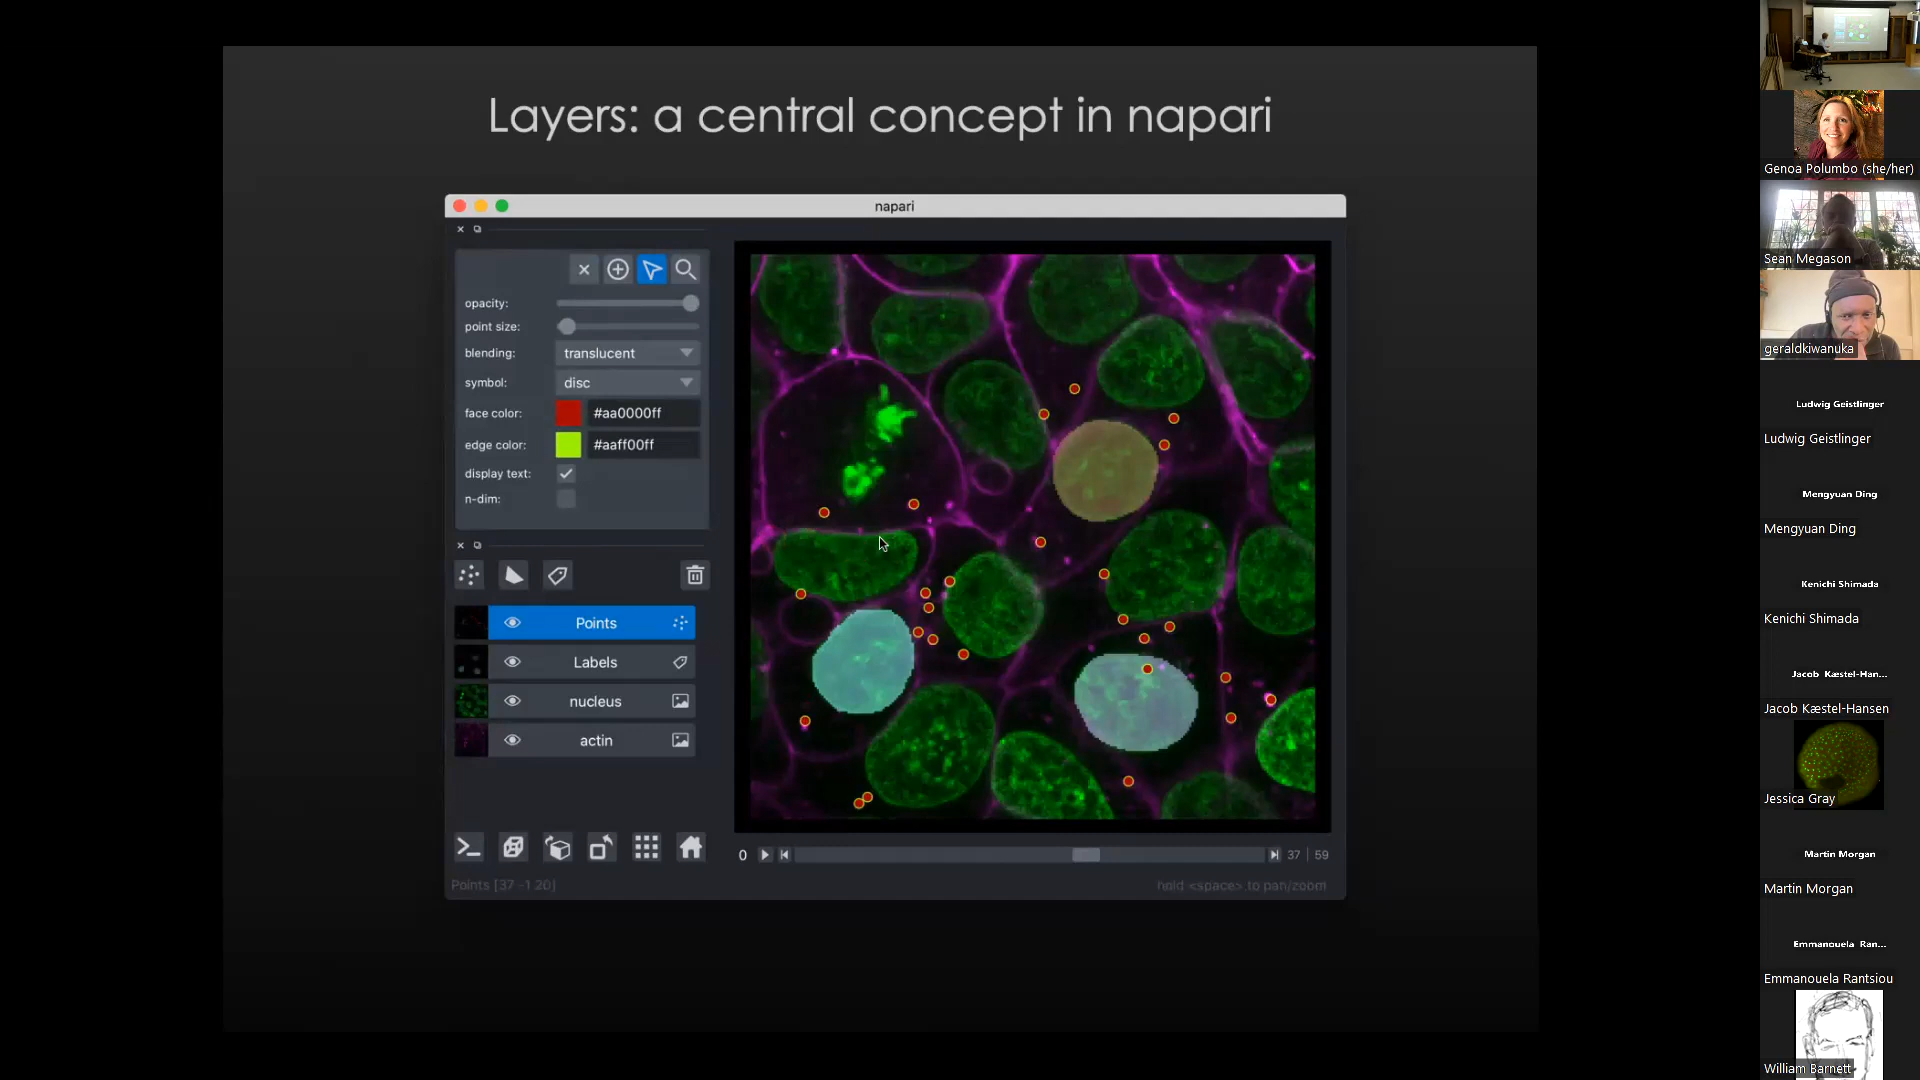 Layers: a central concept in napari
napari
opacity:
point size:
blending: translucent
symbol: disc
face color: #aa0000ff
edge color: #aaff00ff
display text:
n-dim:
Points
Labels
nucleus
actin
0 37 | 59
Points [37 -1 20]
hold <space> to pan/zoom
Genoa Polumbo (she/her)
Sean Megason
geraldkiwanuka
Ludwig Geistlinger
Ludwig Geistlinger
Mengyuan Ding
Mengyuan Ding
Kenichi Shimada
Kenichi Shimada
Jacob Kæstel-Han...
Jacob Kæstel-Hansen
Jessica Gray
Martin Morgan
Martin Morgan
Emmanouela Ran...
Emmanouela Rantsiou
William Barnett